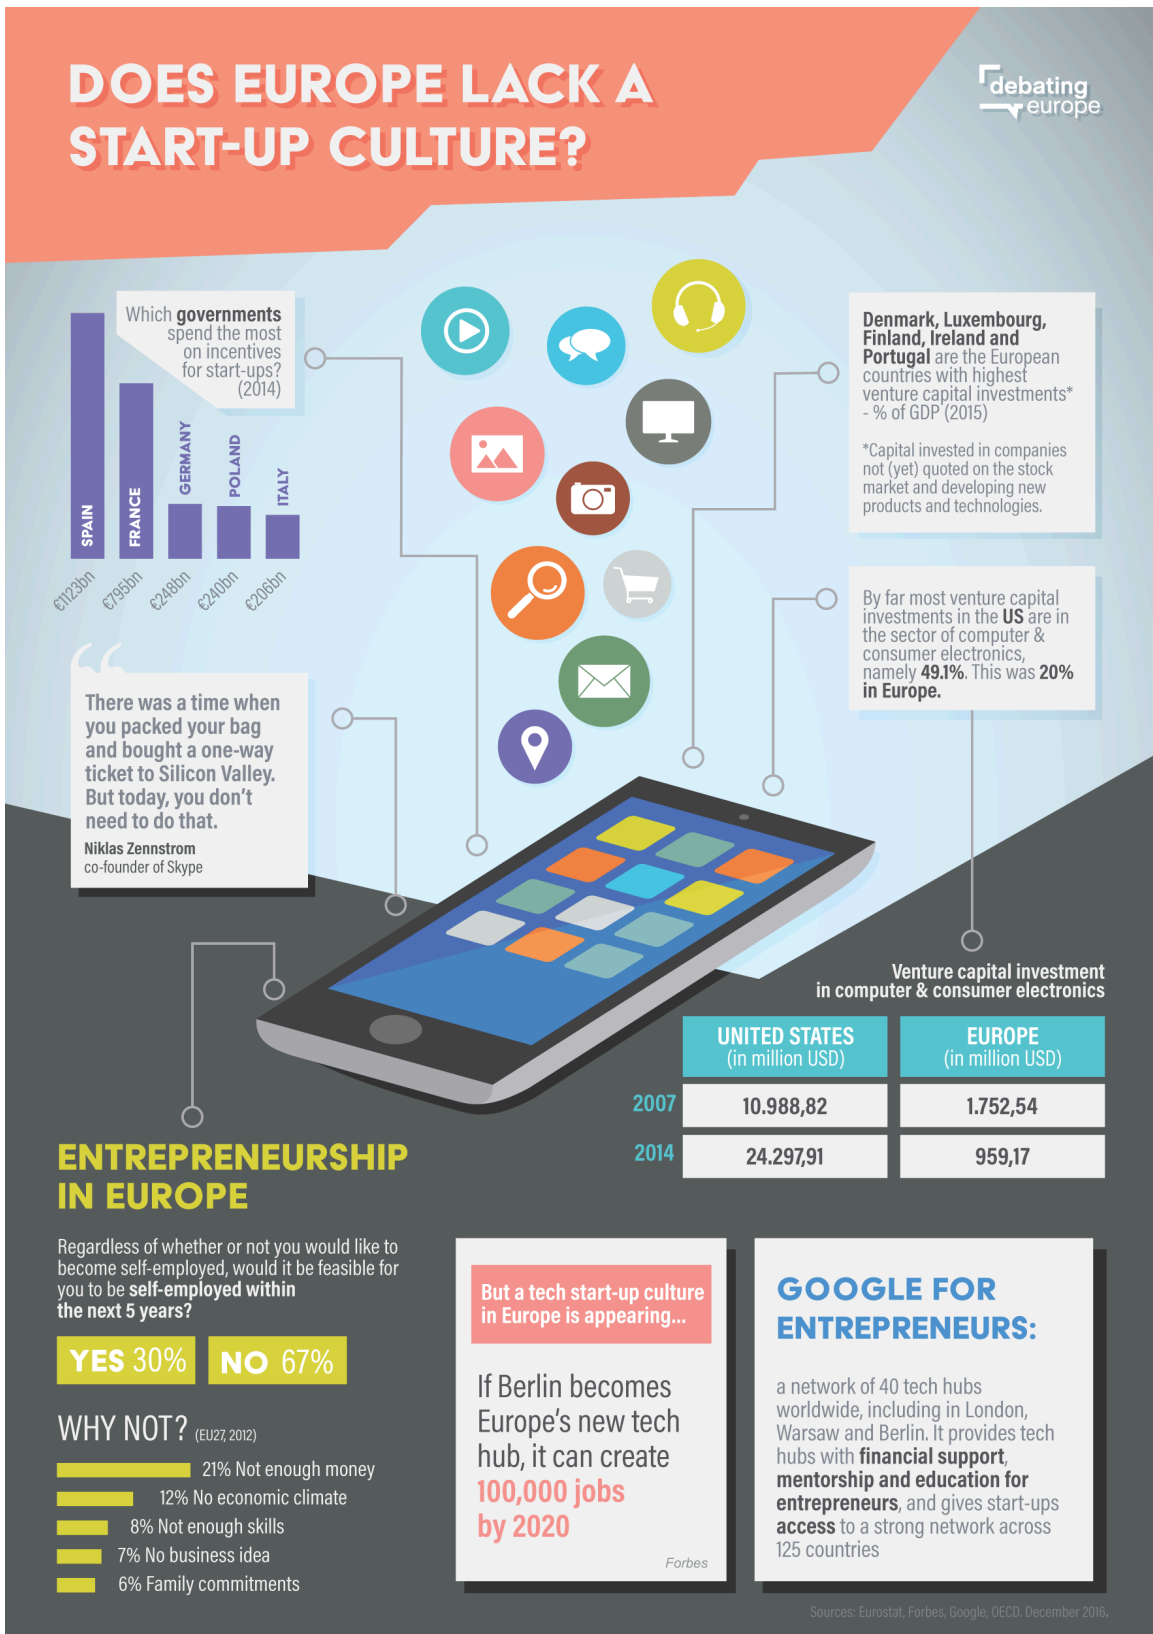 DOES EUROPE LACK A
START-UP CULTURE?
debating
europe
Which governments
spend the most
on incentives
for start-ups?
(2014)
SPAIN
FRANCE
GERMANY
POLAND
ITALY
€1123bn
€795bn
€248bn
€240bn
€206bn
Denmark, Luxembourg,
Finland, Ireland and
Portugal are the European
countries with highest
venture capital investments*
- % of GDP (2015)
*Capital invested in companies
not (yet) quoted on the stock
market and developing new
products and technologies.
By far most venture capital
investments in the US are in
the sector of computer &
consumer electronics,
namely 49.1%. This was 20%
in Europe.
“
There was a time when
you packed your bag
and bought a one-way
ticket to Silicon Valley.
But today, you don't
need to do that.
Niklas Zennstrom
co-founder of Skype
Venture capital investment
in computer & consumer electronics
UNITED STATES
(in million USD)
EUROPE
(in million USD)
2007 10.988,82 1.752,54
2014 24.297,91 959,17
ENTREPRENEURSHIP
IN EUROPE
Regardless of whether or not you would like to
become self-employed, would it be feasible for
you to be self-employed within
the next 5 years?
YES 30% NO 67%
WHY NOT? (EU27, 2012)
21% Not enough money
12% No economic climate
8% Not enough skills
7% No business idea
6% Family commitments
But a tech start-up culture
in Europe is appearing...
If Berlin becomes
Europe's new tech
hub, it can create
100,000 jobs
by 2020
Forbes
GOOGLE FOR
ENTREPRENEURS:
a network of 40 tech hubs
worldwide, including in London,
Warsaw and Berlin. It provides tech
hubs with financial support,
mentorship and education for
entrepreneurs, and gives start-ups
access to a strong network across
125 countries
Sources: Eurostat, Forbes, Google, OECD. December 2016.